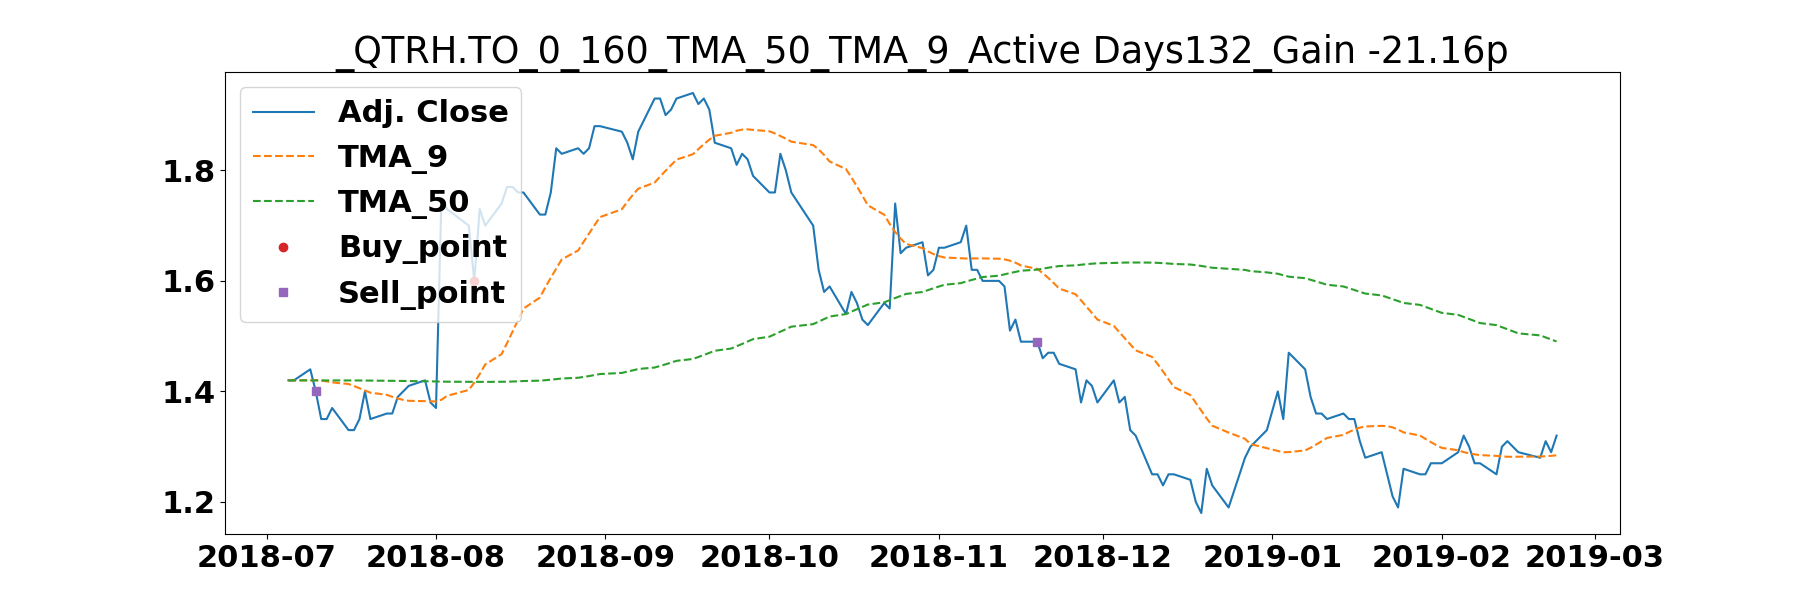 _QTRH.TO_0_160_TMA_50_TMA_9_Active Days132_Gain -21.16p
Adj. Close
TMA_9
TMA_50
Buy_point
Sell_point
1.8
1.6
1.4
1.2
2018-07 2018-08 2018-09 2018-10 2018-11 2018-12 2019-01 2019-02 2019-03